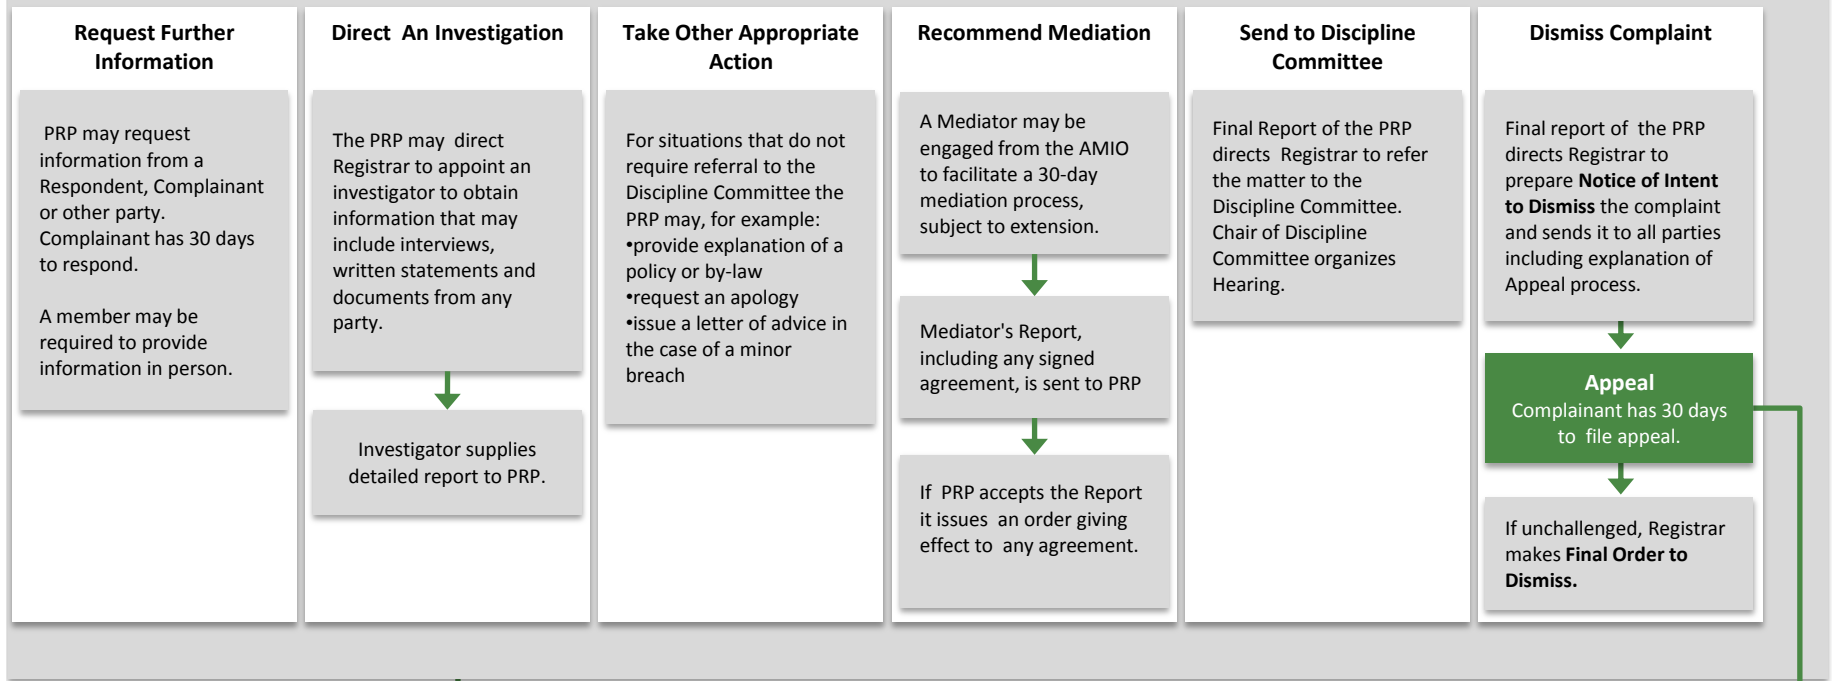 Request Further
Information
PRP may request
information from a
Respondent, Complainant
or other party.
Complainant has 30 days
to respond.
A member may be
required to provide
information in person.
Direct An Investigation
The PRP may direct
Registrar to appoint an
investigator to obtain
information that may
include interviews,
written statements and
documents from any
party.
Investigator supplies
detailed report to PRP.
Take Other Appropriate
Action
For situations that do not
require referral to the
Discipline Committee the
PRP may, for example:
•provide explanation of a
policy or by-law
•request an apology
•issue a letter of advice in
the case of a minor
breach
Recommend Mediation
A Mediator may be
engaged from the AMIO
to facilitate a 30-day
mediation process,
subject to extension.
Mediator's Report,
including any signed
agreement, is sent to PRP
If PRP accepts the Report
it issues an order giving
effect to any agreement.
Send to Discipline
Committee
Final Report of the PRP
directs Registrar to refer
the matter to the
Discipline Committee.
Chair of Discipline
Committee organizes
Hearing.
Dismiss Complaint
Final report of the PRP
directs Registrar to
prepare Notice of Intent
to Dismiss the complaint
and sends it to all parties
including explanation of
Appeal process.
Appeal
Complainant has 30 days
to file appeal.
If unchallenged, Registrar
makes Final Order to
Dismiss.